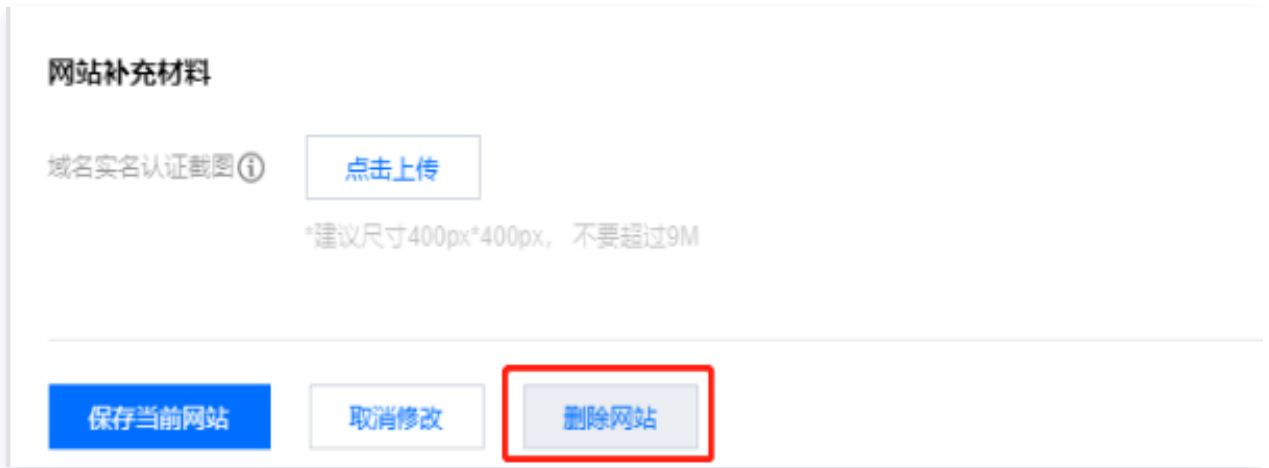 网站补充材料
域名实名认证截图 点击上传
*建议尺寸400px*400px， 不要超过9M
保存当前网站 取消修改 删除网站